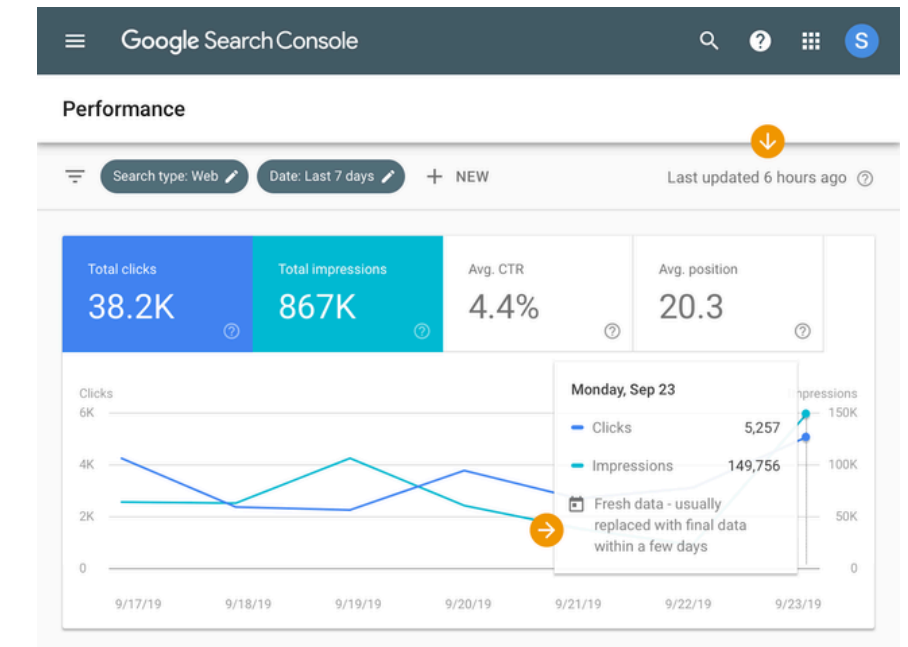 Google Search Console
S
Performance
Search type: Web
Date: Last 7 days
+ NEW
Last updated 6 hours ago
Total clicks
38.2K
Total impressions
867K
Avg. CTR
4.4%
Avg. position
20.3
Clicks
6K
4K
2K
0
Monday, Sep 23
Clicks 5,257
Impressions 149,756
Fresh data - usually
replaced with final data
within a few days
150K
100K
50K
0
9/17/19 9/18/19 9/19/19 9/20/19 9/21/19 9/22/19 9/23/19